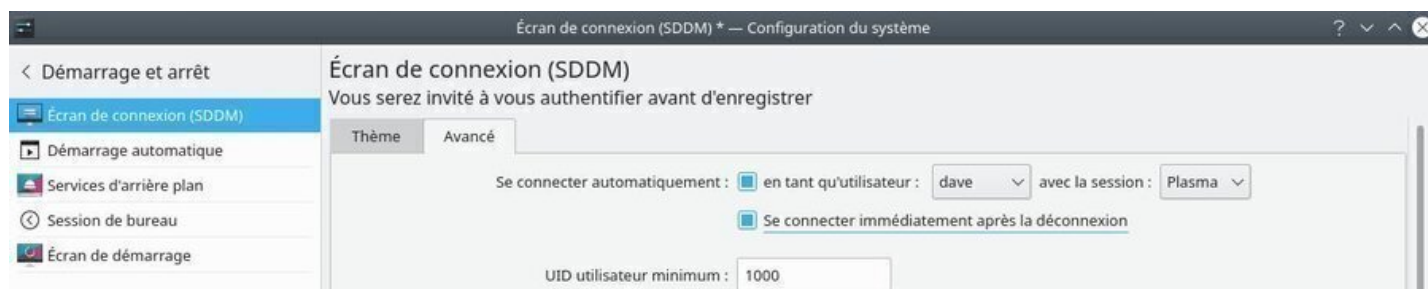 Écran de connexion (SDDM) * — Configuration du système
Démarrage et arrêt
Écran de connexion (SDDM)
Démarrage automatique
Services d'arrière plan
Session de bureau
Écran de démarrage
Écran de connexion (SDDM)
Vous serez invité à vous authentifier avant d'enregistrer
Thème Avancé
Se connecter automatiquement : en tant qu'utilisateur : dave avec la session : Plasma
Se connecter immédiatement après la déconnexion
UID utilisateur minimum : 1000